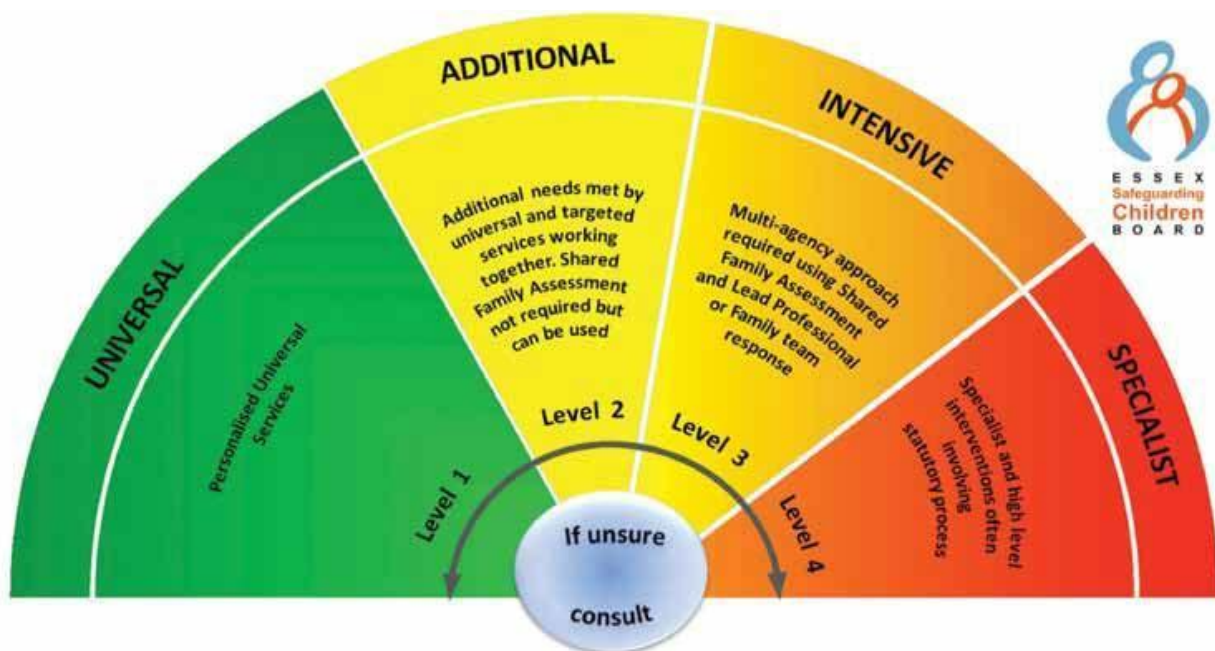 UNIVERSAL
Personalised Universal
Services
Level 1
ADDITIONAL
Additional needs met by
universal and targeted
services working
together. Shared
Family Assessment
not required but
can be used
Level 2
INTENSIVE
Multi-agency approach
required using Shared
Family Assessment
and Lead Professional
or Family team
response
Level 3
SPECIALIST
Specialist and high level
interventions often
involving
statutory process
Level 4
If unsure
consult
ESSEX
Safeguarding
Children
BOARD